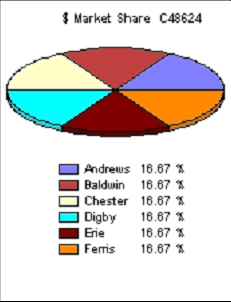 $ Market Share C48624
Andrews 16.67 %
Baldwin 16.67 %
Chester 16.67 %
Digby 16.67 %
Erie 16.67 %
Ferris 16.67 %